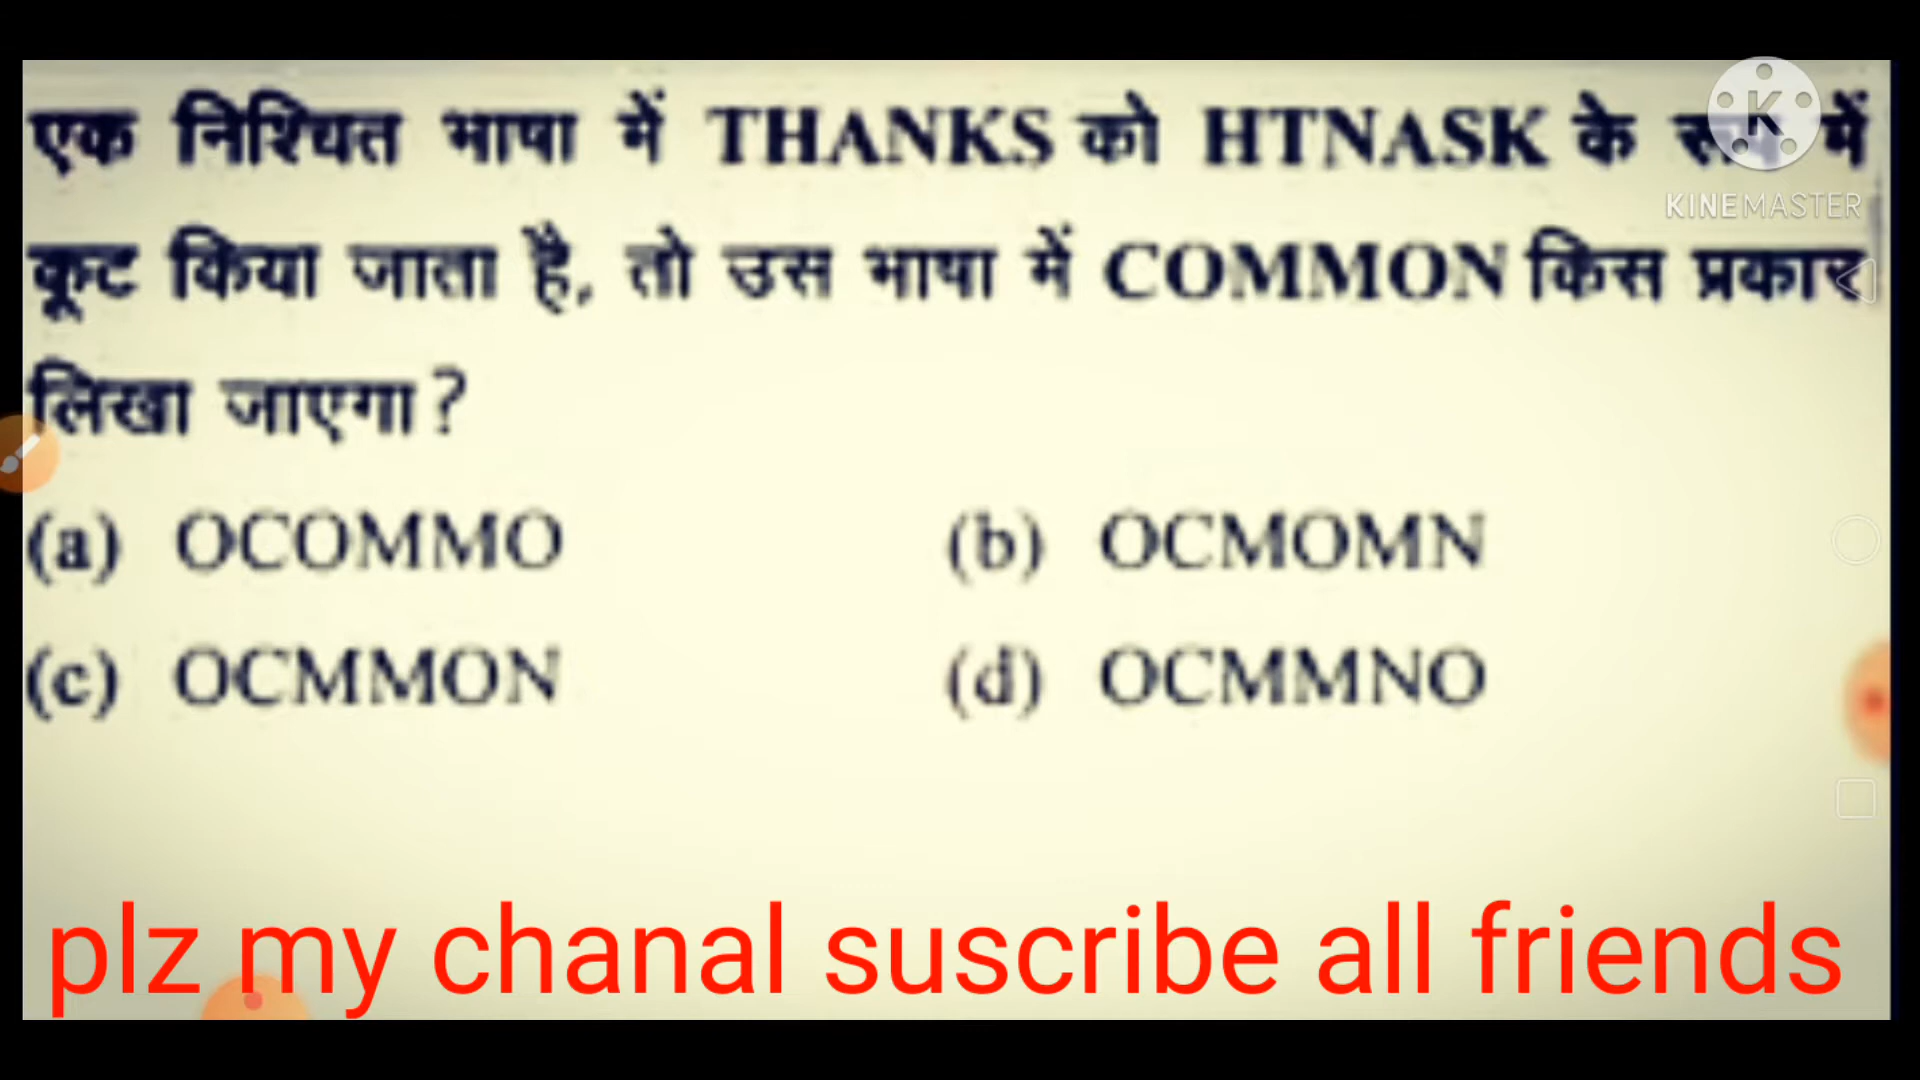 एक निश्चित भाषा में THANKS को HTNASK के रूप में
K
KINEMASTER
कूट किया जाता है, तो उस भाषा में COMMON किस प्रकार
लिखा जाएगा ?
(a) OCOMMO (b) OCMOMN
(c) OCMMON (d) OCMMNO
plz my chanal suscribe all friends